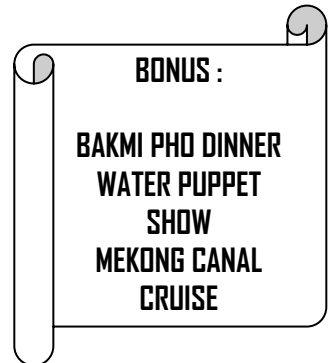 BONUS :
BAKMI PHO DINNER
WATER PUPPET
SHOW
MEKONG CANAL
CRUISE